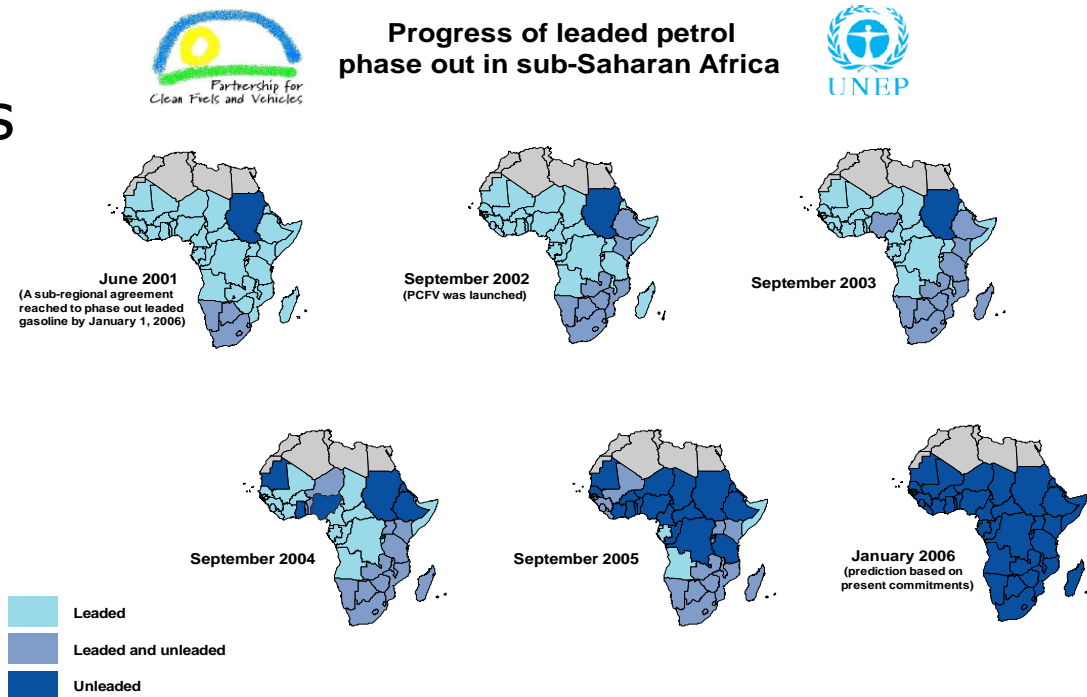 Progress of leaded petrol
phase out in sub-Saharan Africa
Partnership for
Clean Fuels and Vehicles
UNEP
s
June 2001
(A sub-regional agreement
reached to phase out leaded
gasoline by January 1, 2006)
September 2002
(PCFV was launched)
September 2003
September 2004
September 2005
January 2006
(prediction based on
present commitments)
Leaded
Leaded and unleaded
Unleaded